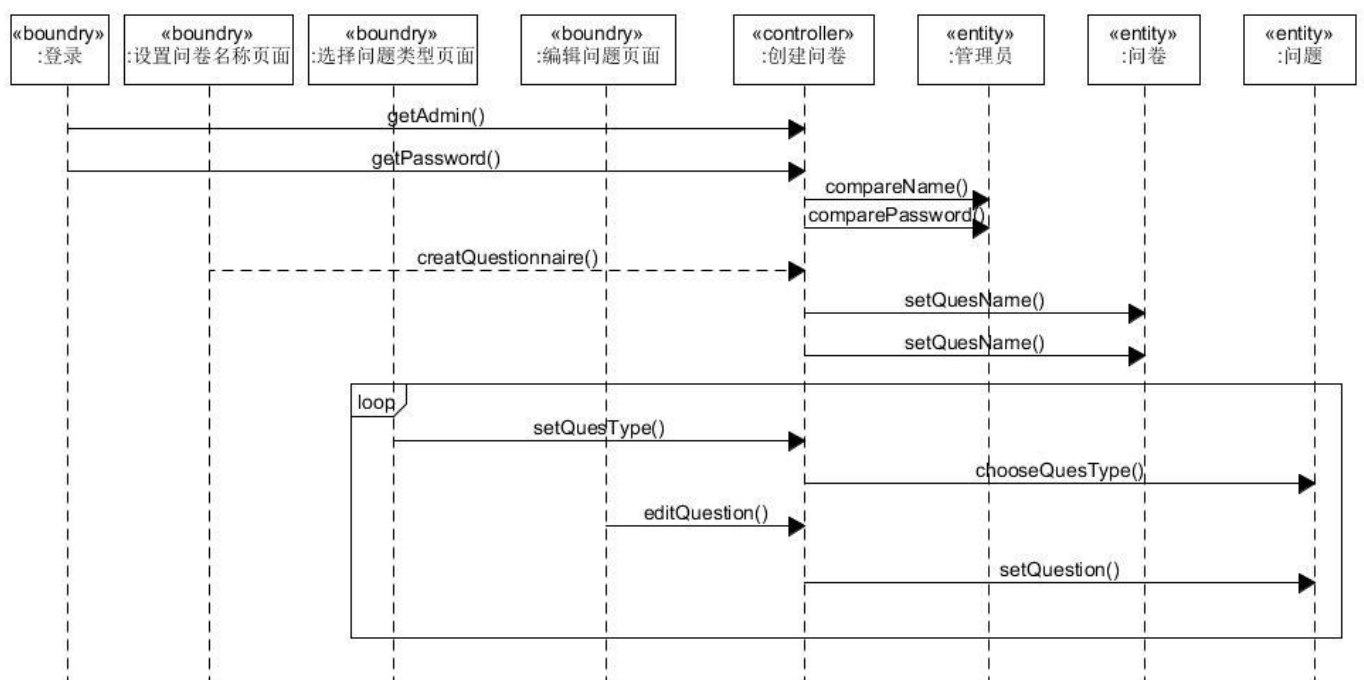 «boundry»
:登录
«boundry»
:设置问卷名称页面
«boundry»
:选择问题类型页面
«boundry»
:编辑问题页面
«controller»
:创建问卷
«entity»
:管理员
«entity»
:问卷
«entity»
:问题
getAdmin()
getPassword()
compareName()
comparePassword()
creatQuestionnaire()
setQuesName()
setQuesName()
loop
setQuesType()
chooseQuesType()
editQuestion()
setQuestion()